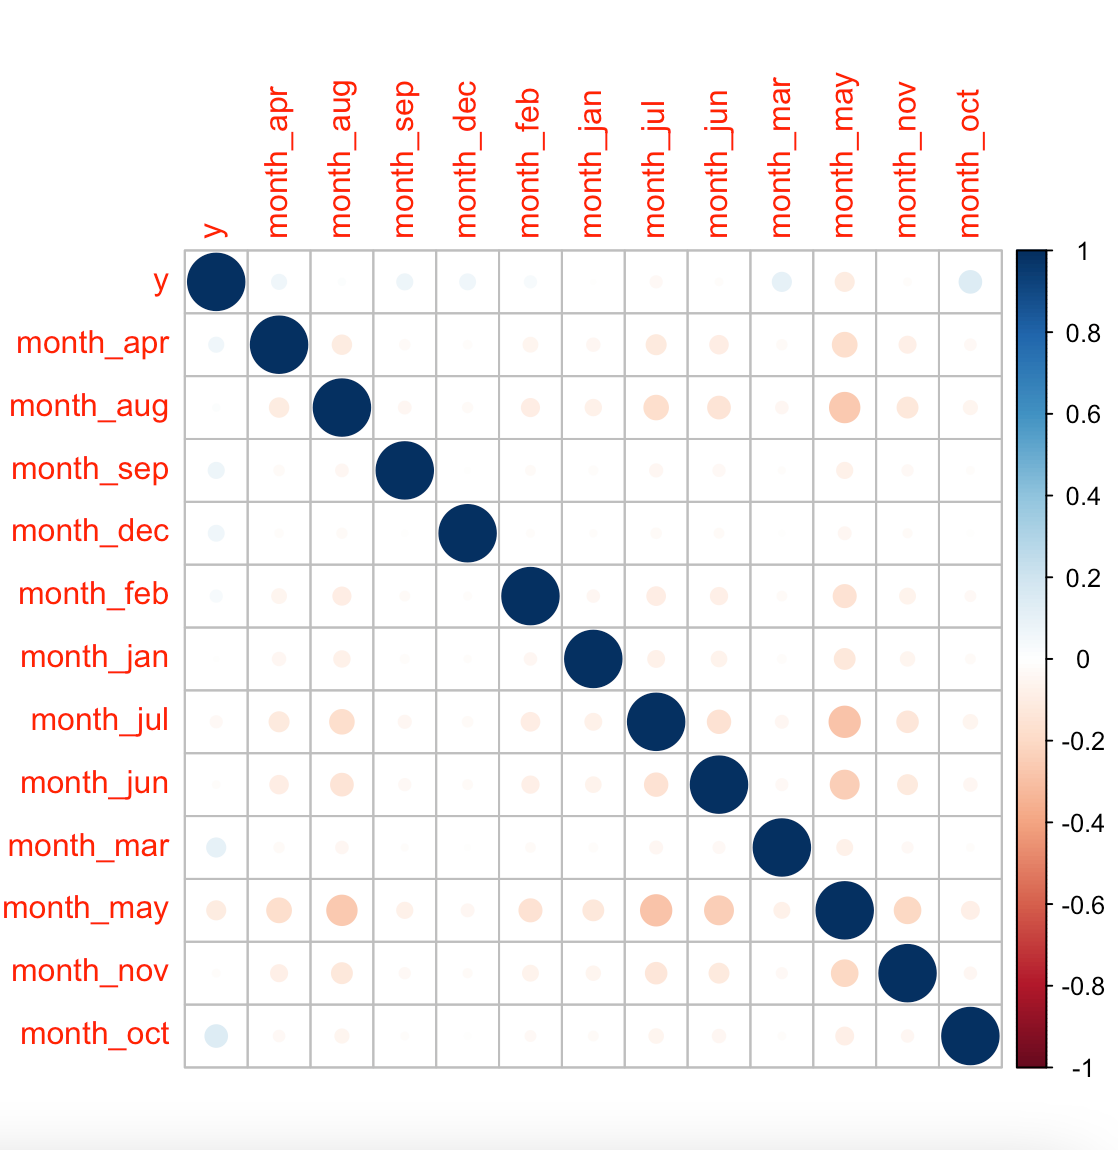 y
month_apr
month_aug
month_sep
month_dec
month_feb
month_jan
month_jul
month_jun
month_mar
month_may
month_nov
month_oct
y
month_apr
month_aug
month_sep
month_dec
month_feb
month_jan
month_jul
month_jun
month_mar
month_may
month_nov
month_oct
1
0.8
0.6
0.4
0.2
0
-0.2
-0.4
-0.6
-0.8
-1